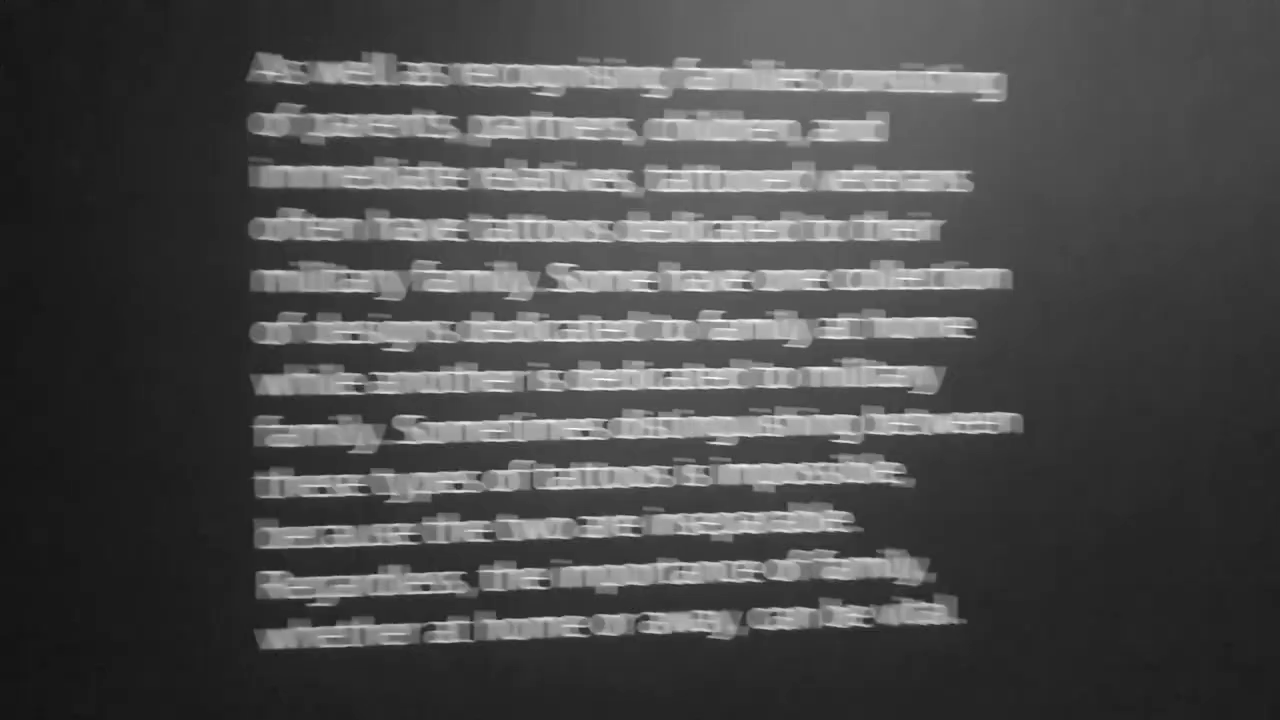 As well as recognising families (including
of parents, partners, children, and
immediate relatives, tattooed veterans
often have tattoos dedicated to their
military family. Some have one collection
of designs dedicated to family at home
while another is dedicated to military
family. Sometimes, distinguishing between
these types of tattoos is impossible
because the two are inseparable.
Regardless, the importance of family,
whether at home or away, can be vital.